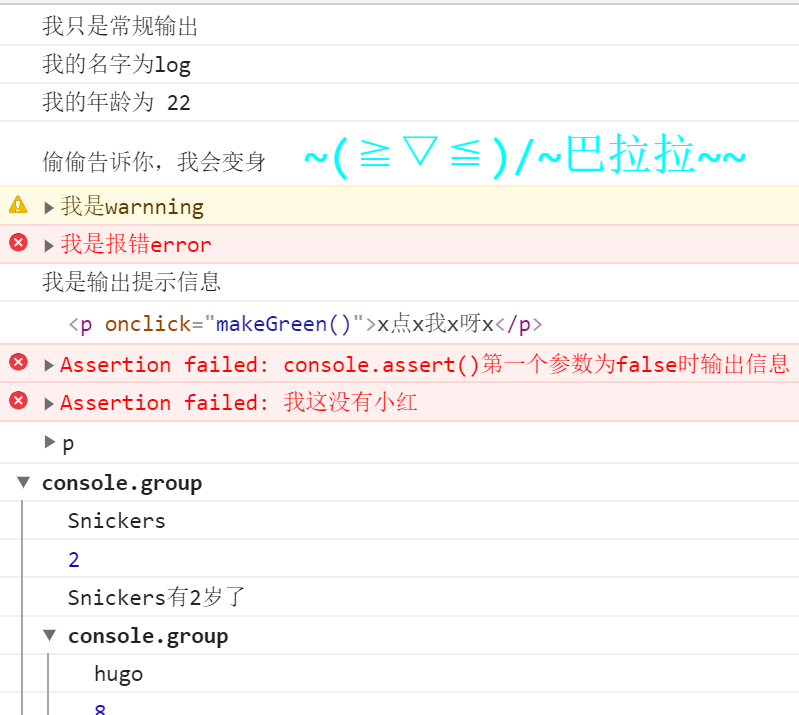 我只是常规输出
我的名字为log
我的年龄为 22
偷偷告诉你，我会变身 ~(≧▽≦)/~巴拉拉~~
我是warnning
我是报错error
我是输出提示信息
<p onclick="makeGreen()">x点x我x呀x</p>
Assertion failed: console.assert()第一个参数为false时输出信息
Assertion failed: 我这没有小红
p
console.group
Snickers
2
Snickers有2岁了
console.group
hugo
8